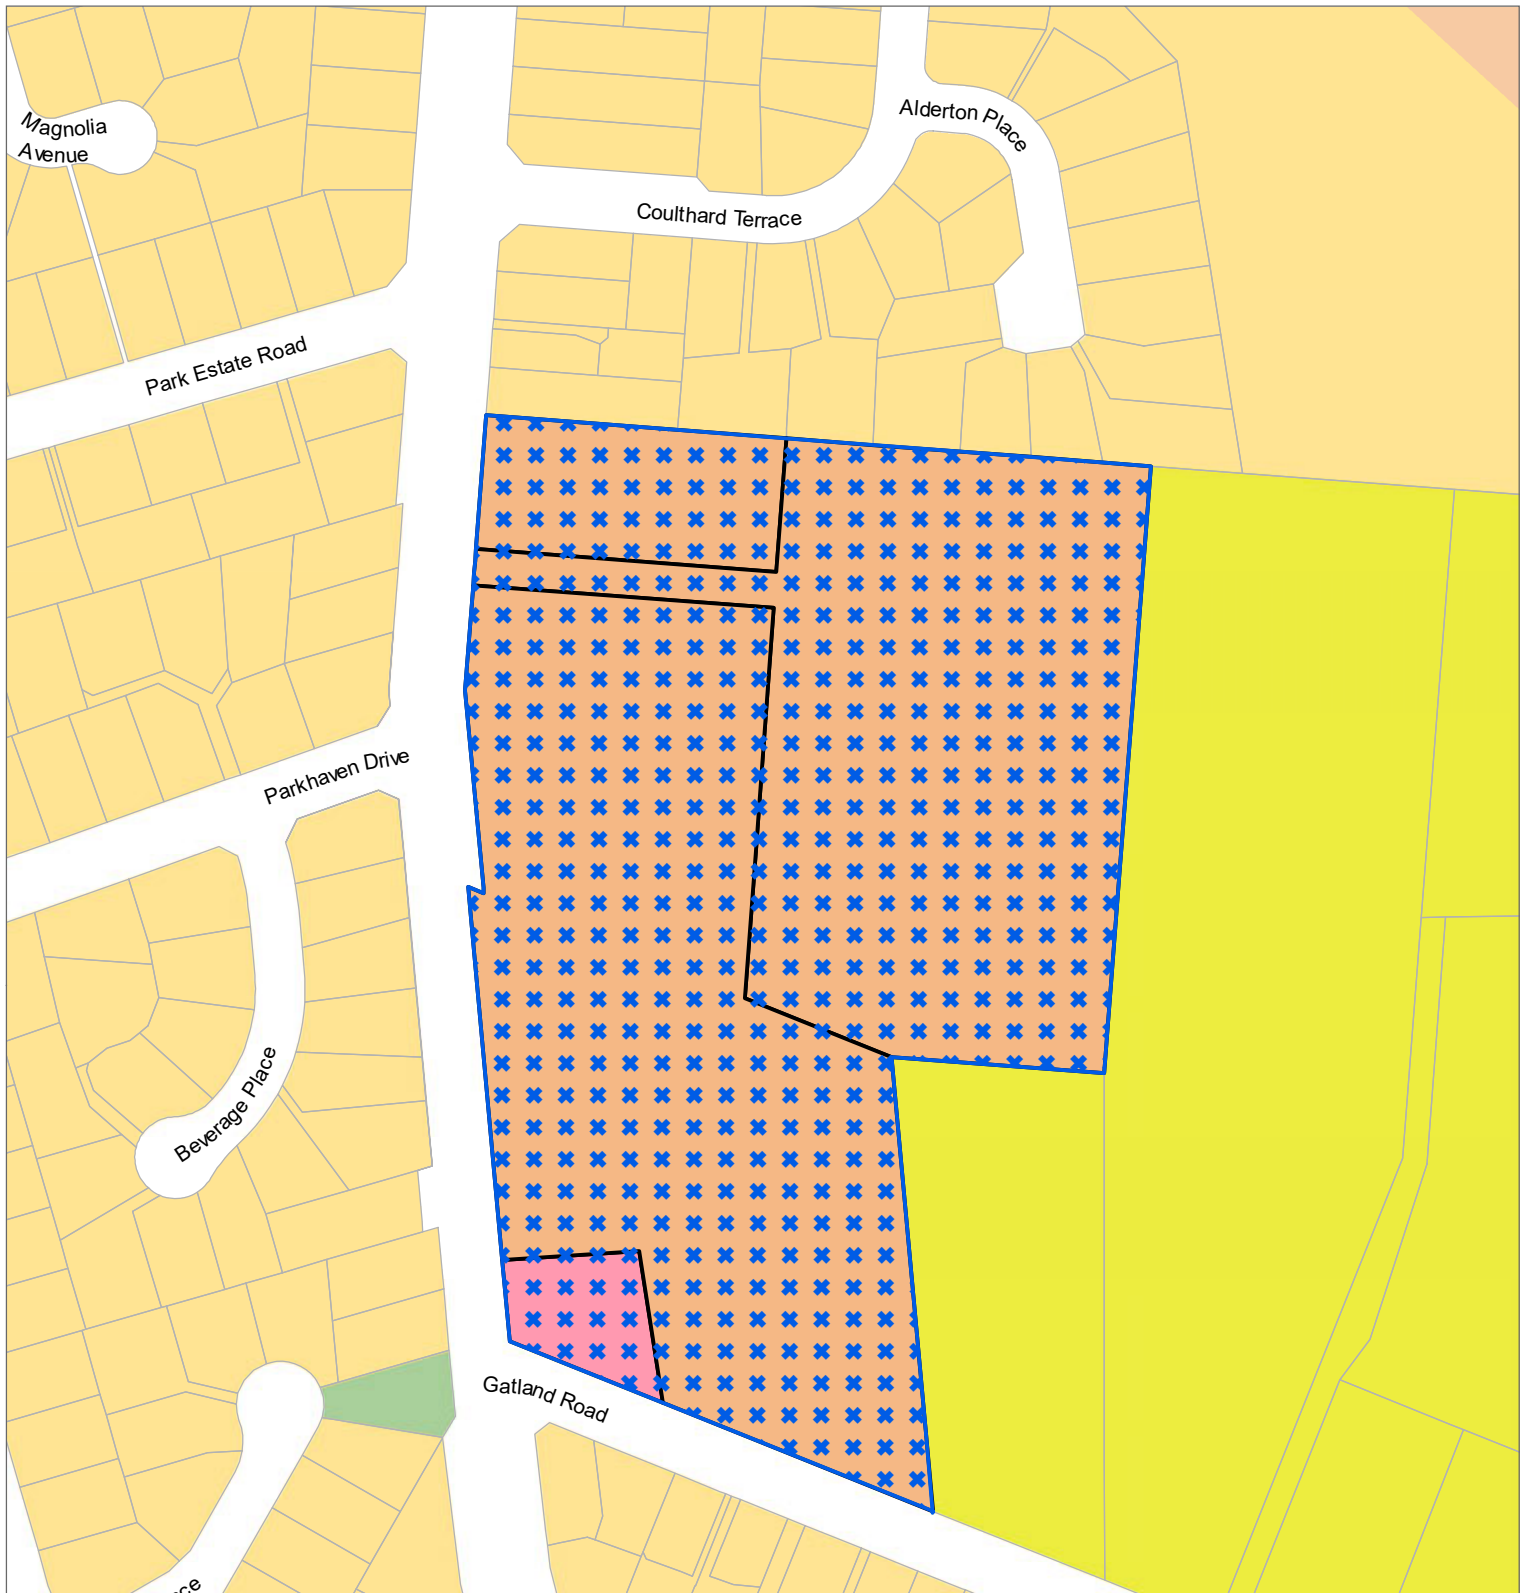 Alderton Place
Magnolia
Avenue
Coulthard Terrace
Park Estate Road
Parkhaven Drive
Beverage Place
Gatland Road